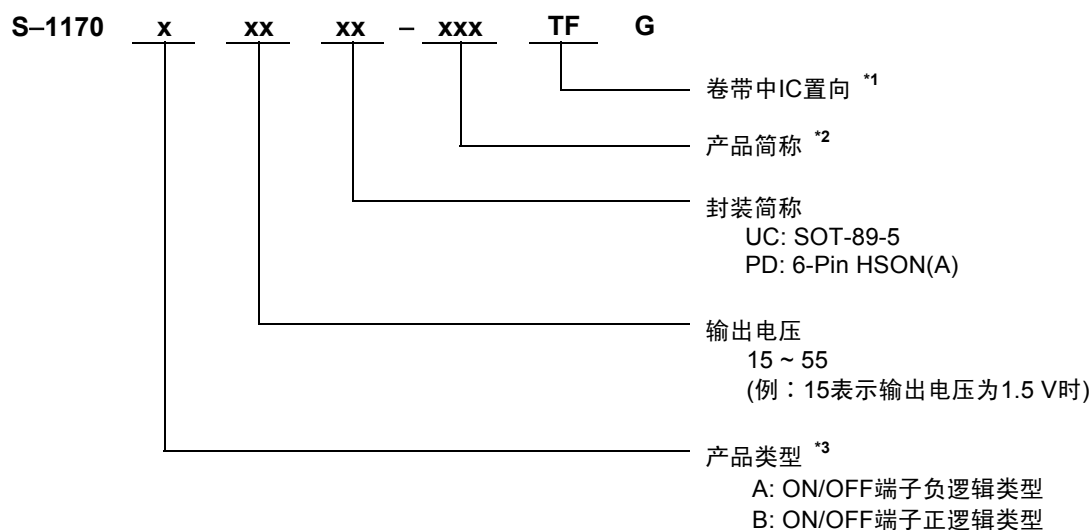 S–1170 x xx xx – xxx TF G
卷带中IC置向 *1
产品简称 *2
封装简称
UC: SOT-89-5
PD: 6-Pin HSON(A)
输出电压
15 ~ 55
(例：15表示输出电压为1.5 V时)
产品类型 *3
A: ON/OFF端子负逻辑类型
B: ON/OFF端子正逻辑类型